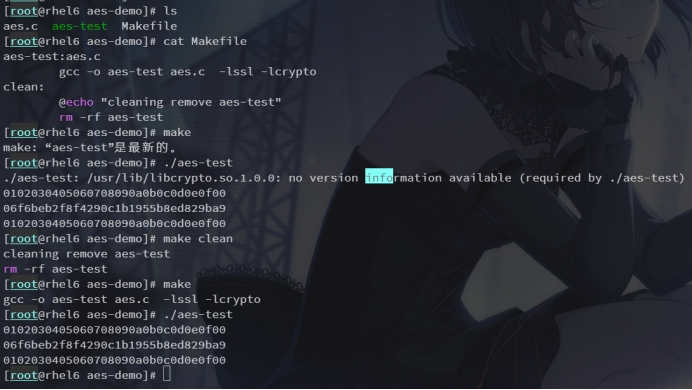 [root@rhel6 aes-demo]# ls
aes.c  aes-test  Makefile
[root@rhel6 aes-demo]# cat Makefile
aes-test:aes.c
        gcc -o aes-test aes.c  -lssl -lcrypto
clean:
        @echo "cleaning remove aes-test"
        rm -rf aes-test
[root@rhel6 aes-demo]# make
make: “aes-test”是最新的。
[root@rhel6 aes-demo]# ./aes-test
./aes-test: /usr/lib/libcrypto.so.1.0.0: no version information available (required by ./aes-test)
0102030405060708090a0b0c0d0e0f00
06f6beb2f8f4290c1b1955b8ed829ba9
0102030405060708090a0b0c0d0e0f00
[root@rhel6 aes-demo]# make clean
cleaning remove aes-test
rm -rf aes-test
[root@rhel6 aes-demo]# make
gcc -o aes-test aes.c  -lssl -lcrypto
[root@rhel6 aes-demo]# ./aes-test
0102030405060708090a0b0c0d0e0f00
06f6beb2f8f4290c1b1955b8ed829ba9
0102030405060708090a0b0c0d0e0f00
[root@rhel6 aes-demo]#